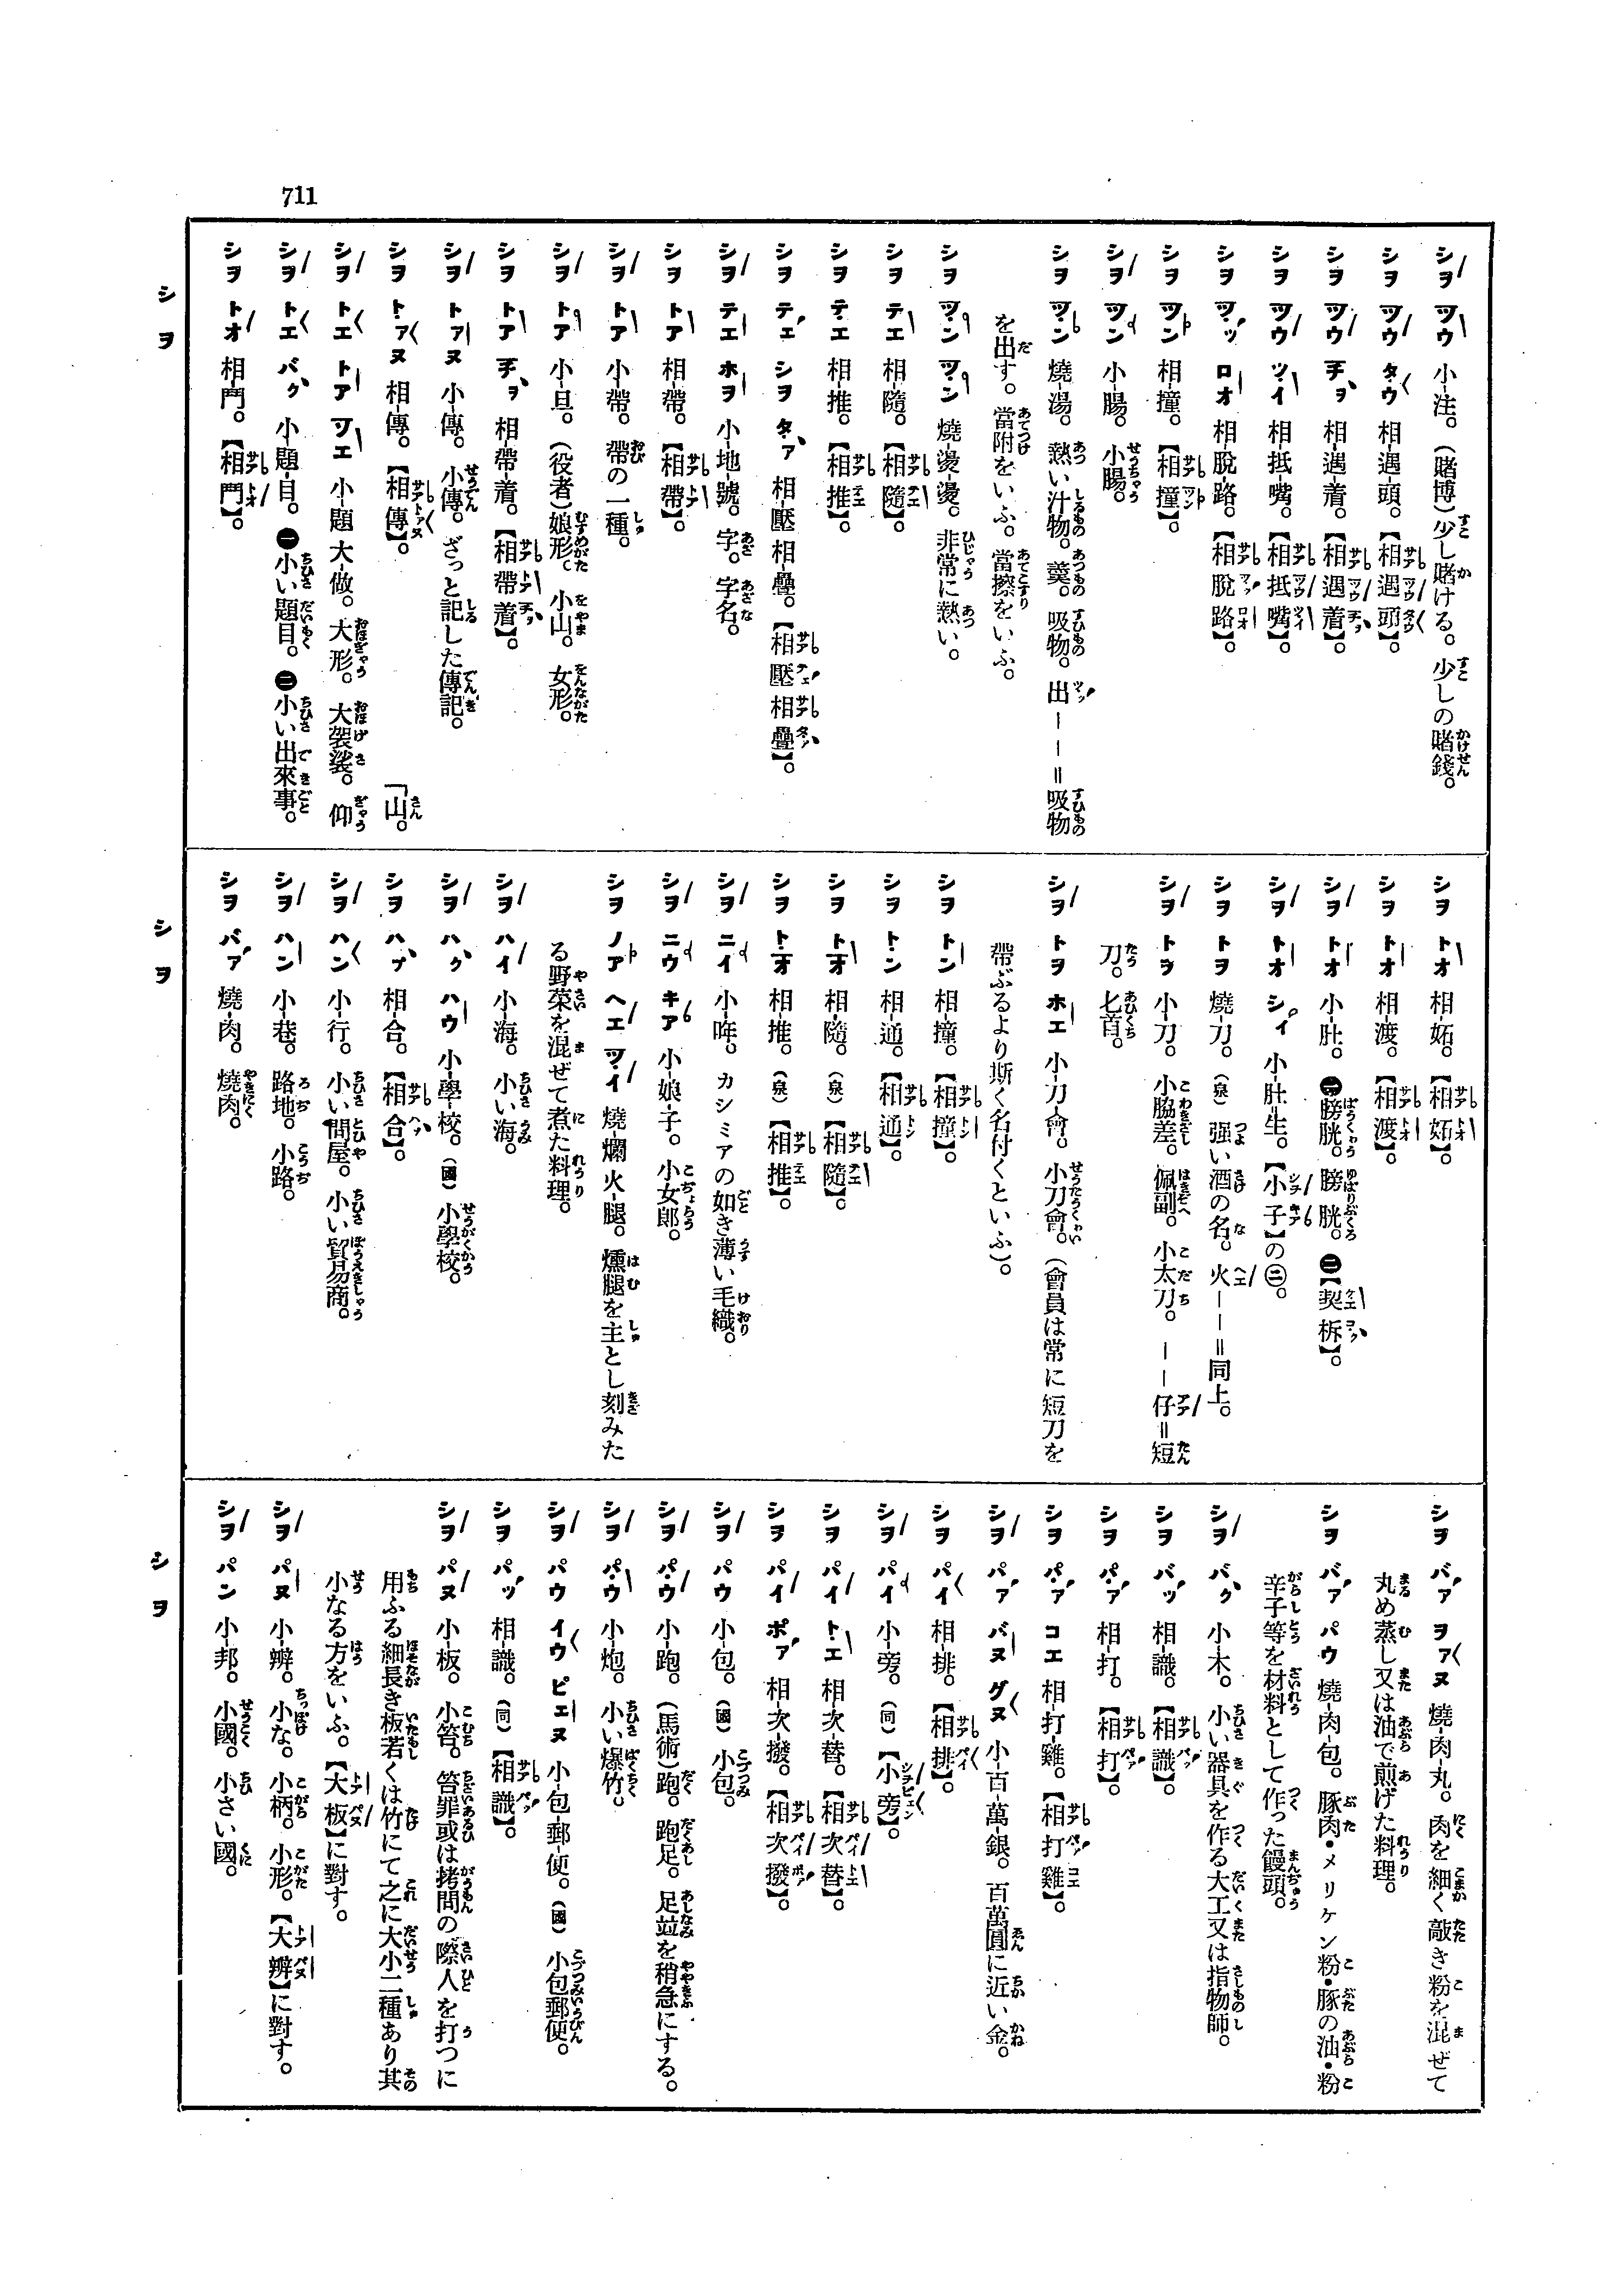 711
シヲ ツウ 小-注。(賭博)少し賭ける。少しの賭錢。
シヲ ツウ タウ 相-遇-頭。【相遇頭】。
シヲ ツウ チヲ 相-遇-着。【相遇着】。
シヲ ツウ ツイ 相-抵-嘴。【相抵嘴】。
シヲ ツッ ロオ 相-脫-路。【相脫路】。
シヲ ツン 相-撞。【相撞】。
シヲ ツン 小-腸。小腸。
シヲ ツン 燒-湯。熱い汁物。羹。吸物。出――=吸物
を出す。當附をいふ。當擦をいふ。
シヲ ツン ツン 燒-燙-燙。非常に熱い。
シヲ テエ 相-隨。【相隨】。
シヲ テエ 相-推。【相推】。
シヲ テェ シヲ タァ 相-壓 相-疊。【相壓相疊】。
シヲ テエ ホヲ 小-地-號。字。字名。
シヲ トア 相-帶。【相帶】。
シヲ トア 小-帶。帶の一種。
シヲ トア 小-旦。(役者)娘形。小山。女形。
シヲ トア チヲ 相-帶-着。【相帶着】。
シヲ トァヌ 小-傳。小傳。ざっと記した傳記。
シヲ トァヌ 相-傳。【相傳】。 「山。
シヲ トエ トア ツエ 小-題 大-做。大形。大袈裟。仰
シヲ トエ バク 小-題-目。㊀小い題目。㊁小い出來事。
シヲ トオ 相-鬥。【相鬥】。
シヲ
シヲ トオ 相-妬。【相妬】。
シヲ トオ 相-渡。【相渡】。
シヲ トオ 小-肚。㊀膀胱。膀胱。㊁【契柝】。
シヲ トオ シィ 小-肚-生。【小子】の㊁。
シヲ トヲ 燒-刀。(泉)强い酒の名。火――=同上。
シヲ トヲ 小-刀。小脇差。佩副。小太刀。――仔=短
刀。匕首。
シヲ トヲ ホエ 小-刀-會。小刀會。(會員は常に短刀を
帶ぶるより斯く名付くといふ)。
シヲ トン 相-撞。【相撞】。
シヲ トン 相-通。【相通】。
シヲ トオ 相-隨。(泉)【相隨】。
シヲ トオ 相-推。(泉)【相推】。
シヲ ニイ 小-哖。カシミアの如き薄い毛織。
シヲ ニウ キア 小-娘-子。小女郎。
シヲ ノア ヘエ ツイ 燒-爛 火-腿。燻腿を主とし刻みた
る野菜を混ぜて煮た料理。
シヲ ハイ 小-海。小い海。
シヲ ハク ハウ 小-學-校。(國)小學校。
シヲ ハプ 相-合。【相合】。
シヲ ハン 小-行。小い問屋。小い貿易商。
シヲ ハン 小-巷。路地。小路。
シヲ バァ 燒-肉。燒肉。
シヲ
シヲ バァ ヲァヌ 燒-肉-丸。肉を細く敲き粉を混ぜて
丸め蒸し又は油で煎げた料理。
シヲ バァ パウ 燒-肉-包。豚肉・メリケン粉・豚の油・粉
辛子等を材料として作った饅頭。
シヲ バク 小-木。小い器具を作る大工又は指物師。
シヲ バッ 相-識。【相識】。
シヲ パァ 相-打。【相打】。
シヲ パァ コエ 相-打-雞。【相打雞】。
シヲ パァ バヌ グヌ 小-百-萬-銀。百萬圓に近い金。
シヲ パイ 相-排。【相排】。
シヲ パイ 小-旁。(同)【小旁】。
シヲ パイ トエ 相-次-替。【相次替】。
シヲ パイ ポァ 相-次-撥。【相次撥】。
シヲ パウ 小-包。(國)小包。
シヲ パウ 小-跑。(馬術)跑。跑足。足竝を稍急にする。
シヲ パウ 小-炮。小い爆竹。
シヲ パウ イウ ピェヌ 小-包-郵-便。(國)小包郵便。
シヲ パッ 相-識。(同)【相識】。
シヲ パヌ 小-板。小笞。笞罪或は拷問の際人を打つに
用ふる細長き板若くは竹にて之に大小二種あり其
小なる方をいふ。【大板】に對す。
シヲ パヌ 小-辨。小な。小柄。小形。【大辨】に對す。
シヲ パン 小-邦。小國。小さい國。
シヲ